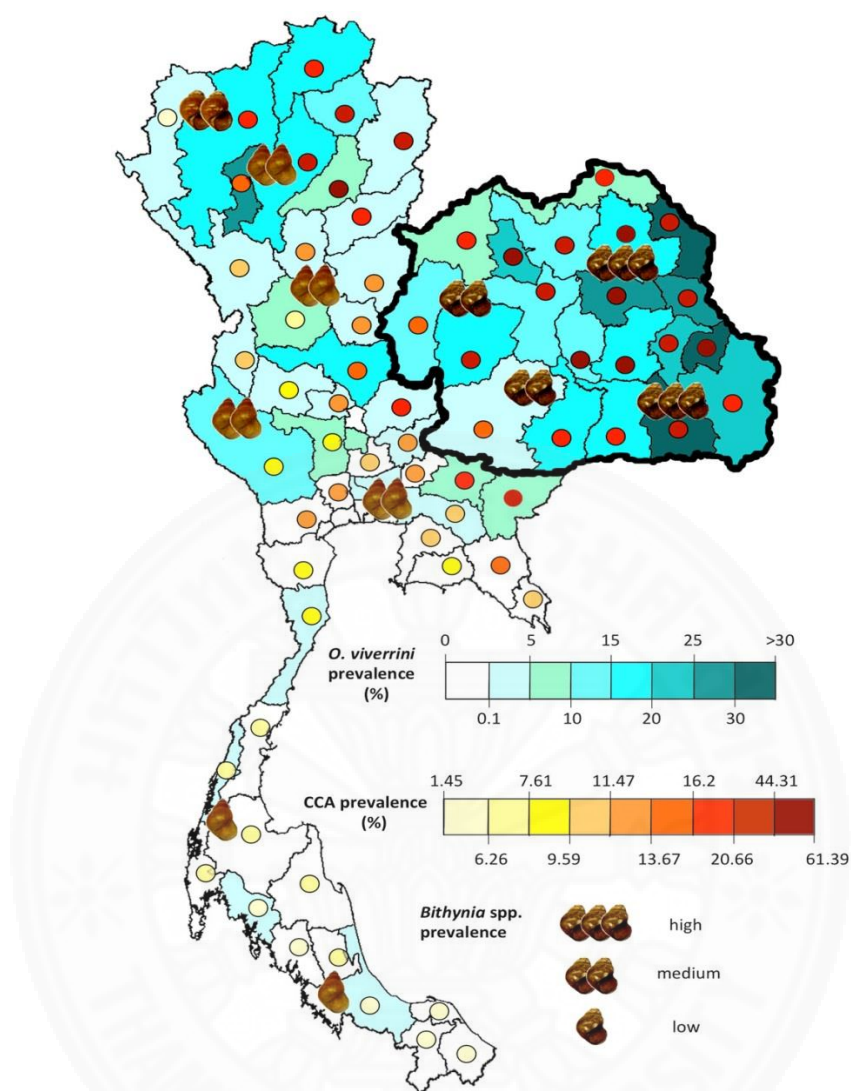 0 5 15 25 >30
O. viverrini
prevalence
(%)
0.1 10 20 30
1.45 7.61 11.47 16.2 44.31
CCA prevalence
(%)
6.26 9.59 13.67 20.66 61.39
Bithynia spp.
prevalence
high
medium
low